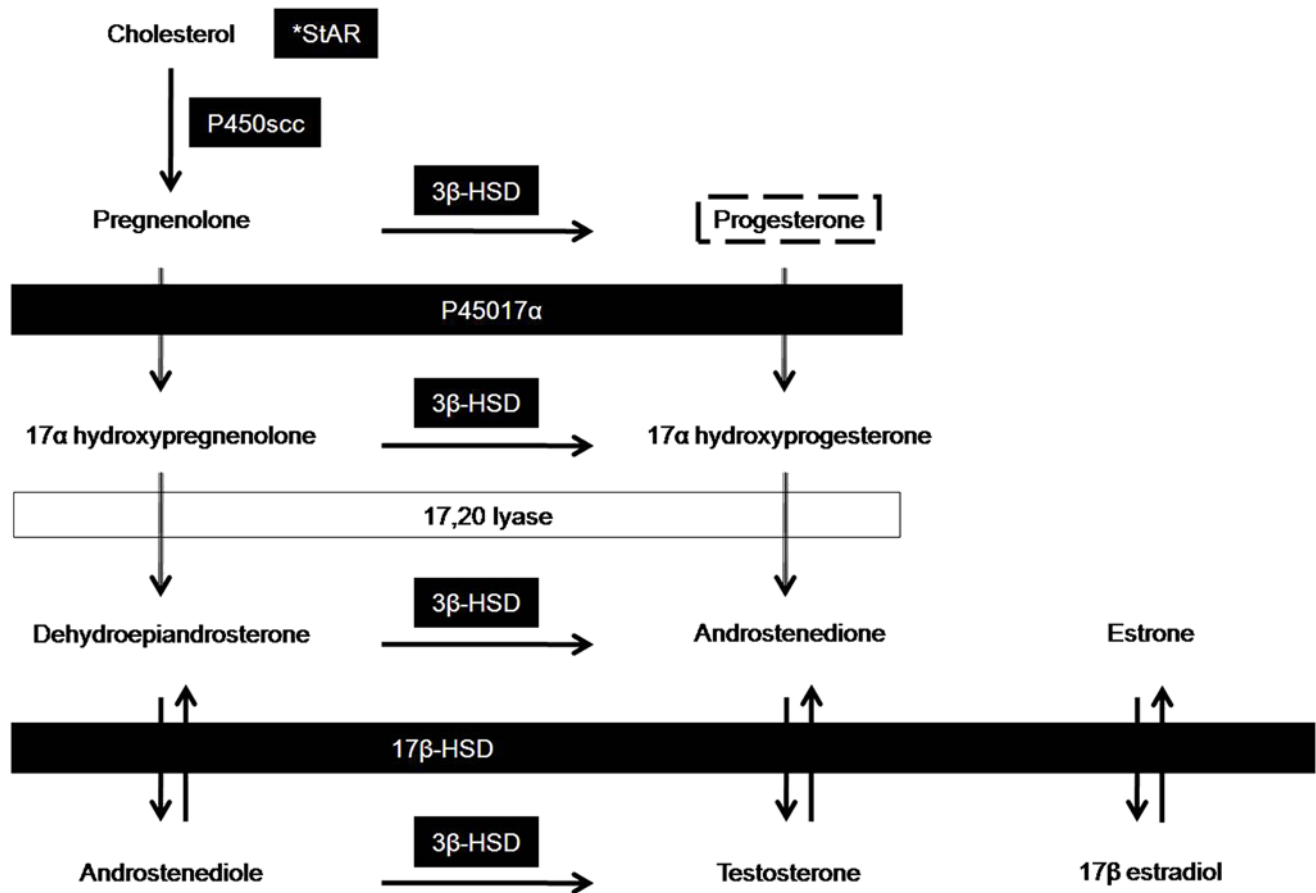 Cholesterol
*StAR
P450scc
3β-HSD
Pregnenolone
Progesterone
P45017α
3β-HSD
17α hydroxypregnenolone
17α hydroxyprogesterone
17,20 lyase
3β-HSD
Dehydroepiandrosterone
Androstenedione
Estrone
17β-HSD
3β-HSD
Androstenediole
Testosterone
17β estradiol